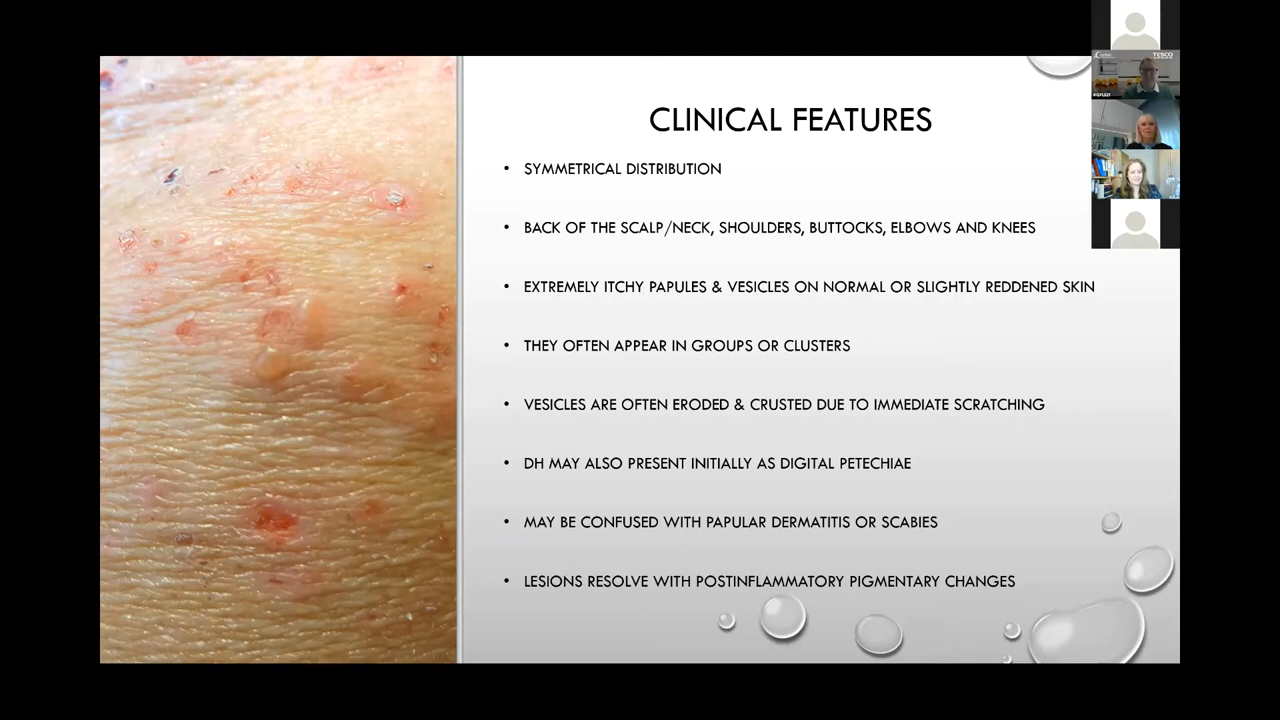 CLINICAL FEATURES
• SYMMETRICAL DISTRIBUTION
• BACK OF THE SCALP/NECK, SHOULDERS, BUTTOCKS, ELBOWS AND KNEES
• EXTREMELY ITCHY PAPULES & VESICLES ON NORMAL OR SLIGHTLY REDDENED SKIN
• THEY OFTEN APPEAR IN GROUPS OR CLUSTERS
• VESICLES ARE OFTEN ERODED & CRUSTED DUE TO IMMEDIATE SCRATCHING
• DH MAY ALSO PRESENT INITIALLY AS DIGITAL PETECHIAE
• MAY BE CONFUSED WITH PAPULAR DERMATITIS OR SCABIES
• LESIONS RESOLVE WITH POSTINFLAMMATORY PIGMENTARY CHANGES
TESCO